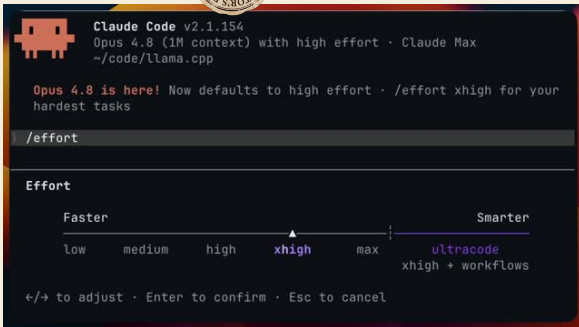 TOR'S
Claude Code v2.1.154
Opus 4.8 (1M context) with high effort · Claude Max
~/code/llama.cpp
Opus 4.8 is here! Now defaults to high effort · /effort xhigh for your
hardest tasks
/effort
Effort
Faster Smarter
low medium high xhigh max ultracode
xhigh + workflows
←/→ to adjust · Enter to confirm · Esc to cancel